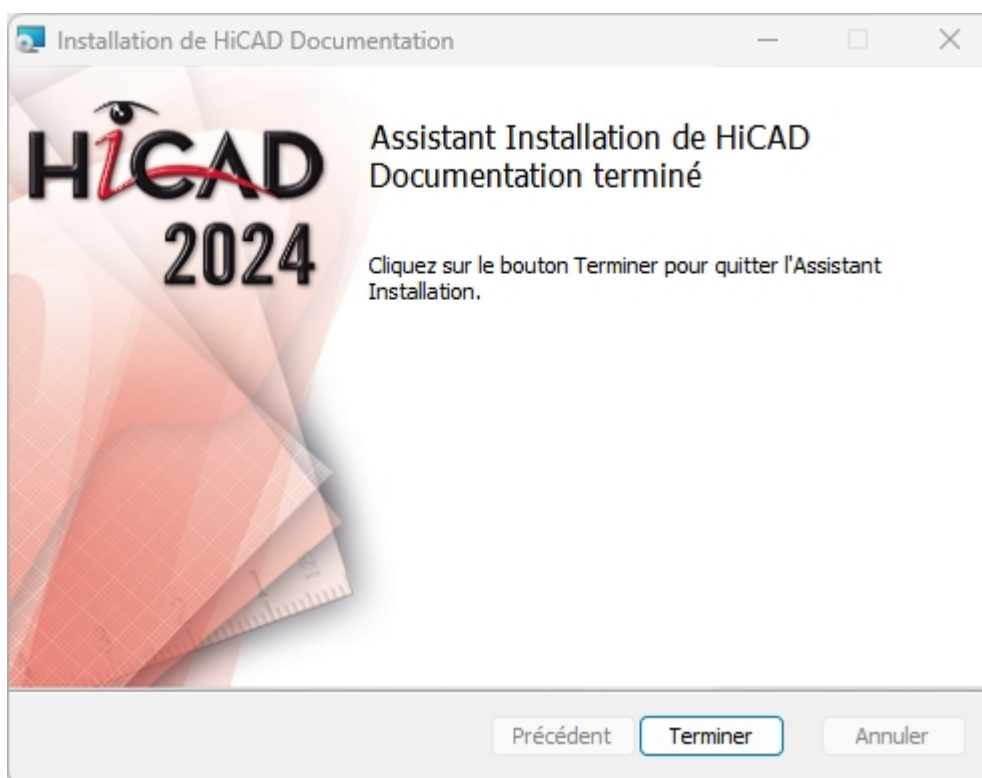 Installation de HiCAD Documentation
HiCAD
2024
Assistant Installation de HiCAD
Documentation terminé
Cliquez sur le bouton Terminer pour quitter l'Assistant
Installation.
Précédent
Terminer
Annuler